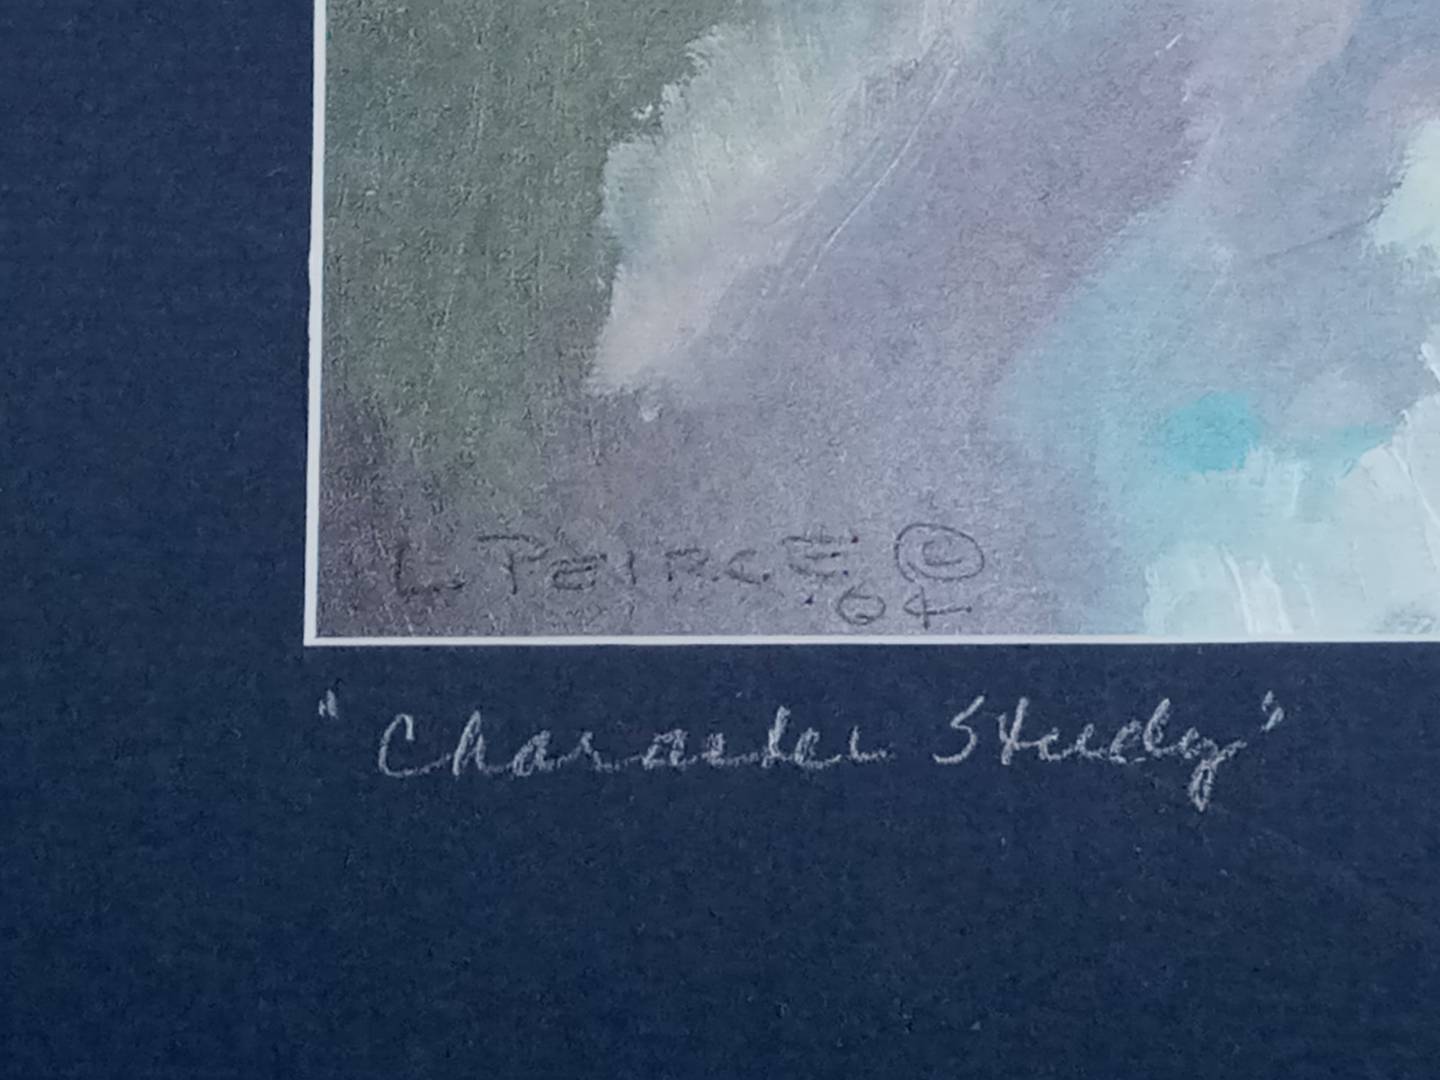 L PEIRCE ©
04
"Character Study"